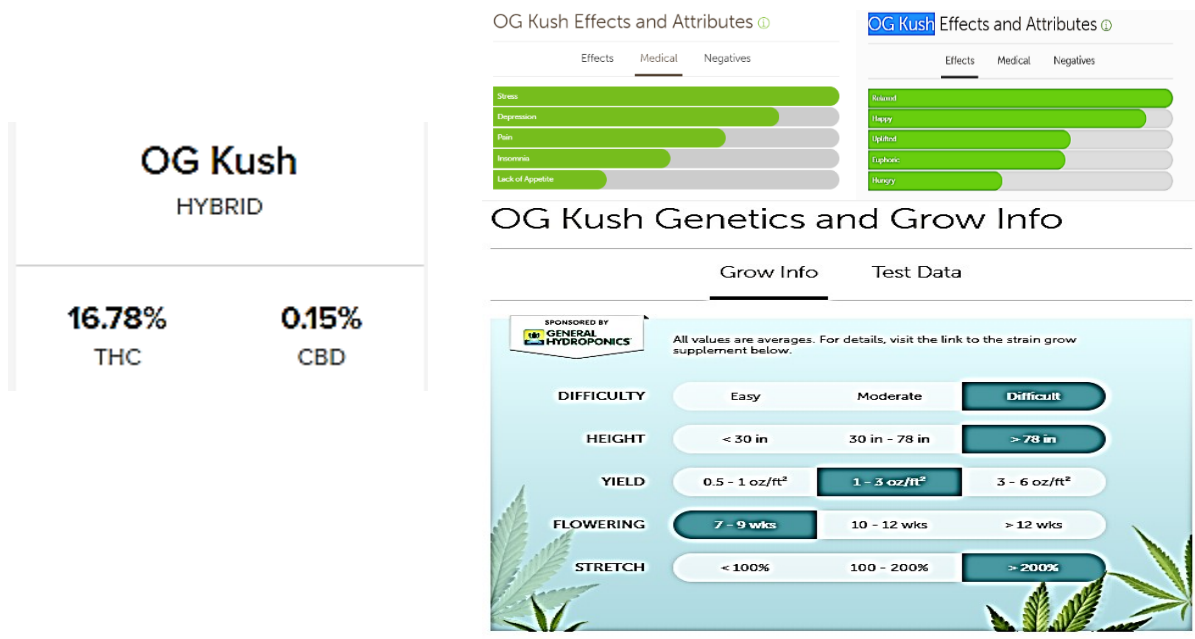 OG Kush
HYBRID
16.78% 0.15%
THC CBD
OG Kush Effects and Attributes
Effects Medical Negatives
Stress
Depression
Pain
Insomnia
Lack of Appetite
OG Kush Effects and Attributes
Effects Medical Negatives
Relaxed
Happy
Uplifted
Euphoric
Hungry
OG Kush Genetics and Grow Info
Grow Info Test Data
SPONSORED BY
GENERAL
HYDROPONICS
All values are averages. For details, visit the link to the strain grow
supplement below.
DIFFICULTY Easy Moderate Difficult
HEIGHT < 30 in 30 in - 78 in > 78 in
YIELD 0.5 - 1 oz/ft² 1 - 3 oz/ft² 3 - 6 oz/ft²
FLOWERING 7 - 9 wks 10 - 12 wks > 12 wks
STRETCH < 100% 100 - 200% > 200%